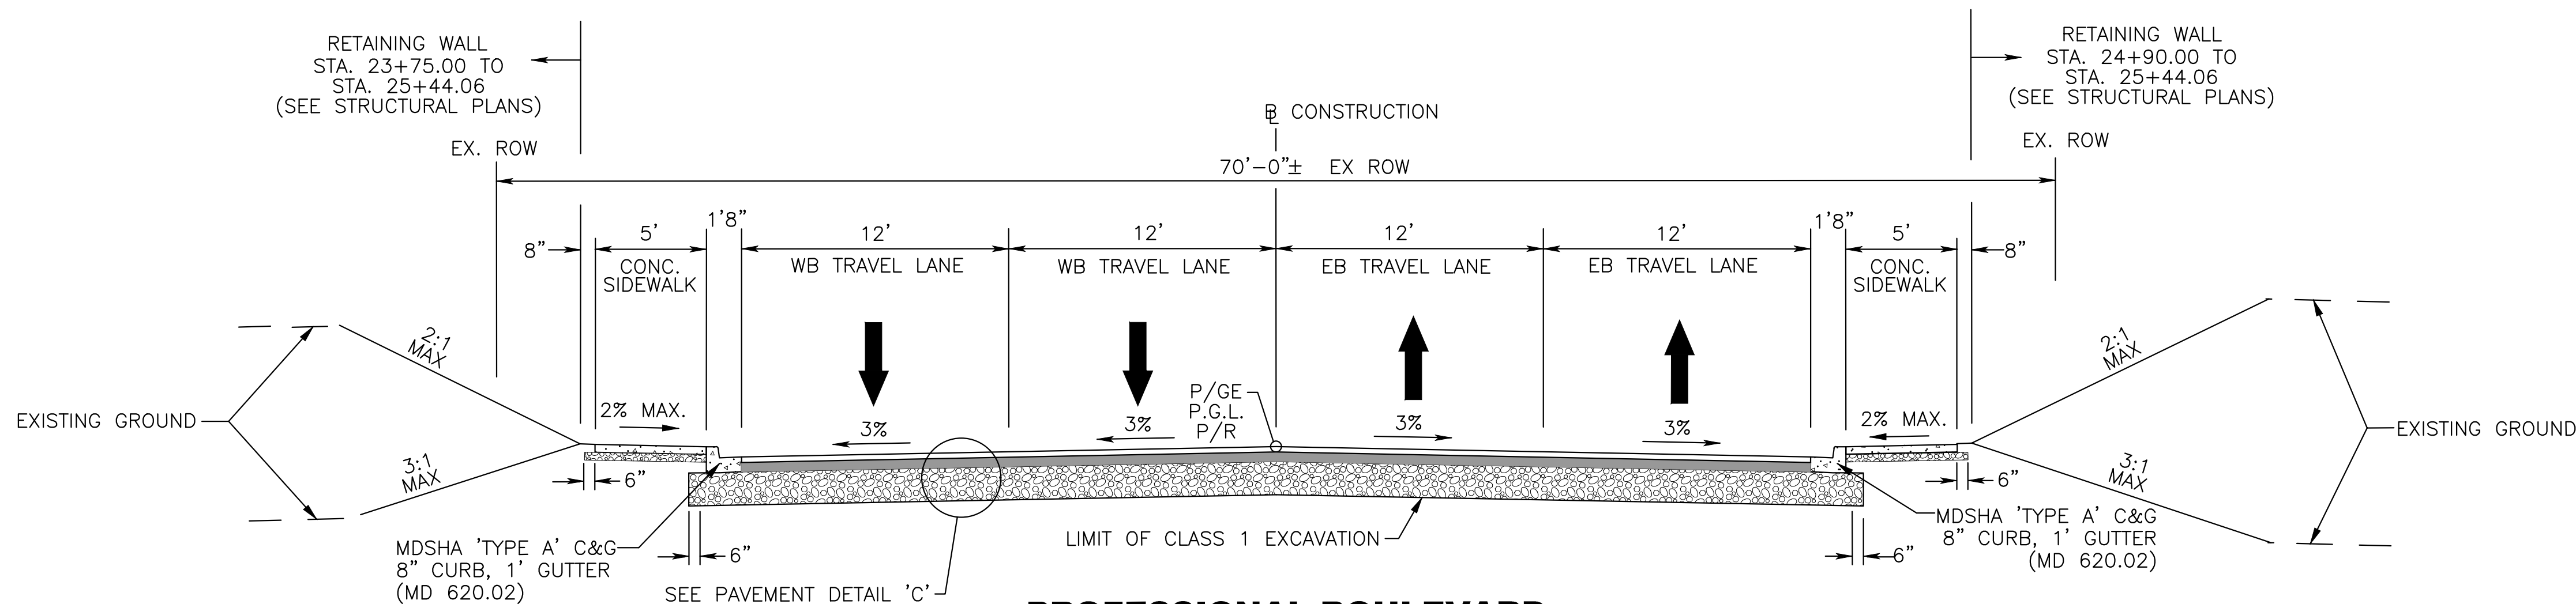 RETAINING WALL
STA. 23+75.00 TO
STA. 25+44.06
(SEE STRUCTURAL PLANS)
RETAINING WALL
STA. 24+90.00 TO
STA. 25+44.06
(SEE STRUCTURAL PLANS)
℄ CONSTRUCTION
EX. ROW
EX. ROW
70'-0"± EX ROW
8"
5'
1'8"
12'
12'
12'
12'
1'8"
5'
8"
CONC.
SIDEWALK
WB TRAVEL LANE
WB TRAVEL LANE
EB TRAVEL LANE
EB TRAVEL LANE
CONC.
SIDEWALK
2:1
MAX
2:1
MAX
EXISTING GROUND
2% MAX.
3%
3%
P/GE
P.G.L.
P/R
3%
3%
2% MAX.
EXISTING GROUND
3:1
MAX
3:1
MAX
6"
6"
MDSHA 'TYPE A' C&G
8" CURB, 1' GUTTER
(MD 620.02)
6"
SEE PAVEMENT DETAIL 'C'
LIMIT OF CLASS 1 EXCAVATION
6"
MDSHA 'TYPE A' C&G
8" CURB, 1' GUTTER
(MD 620.02)
PROFESSIONAL BOULEVARD